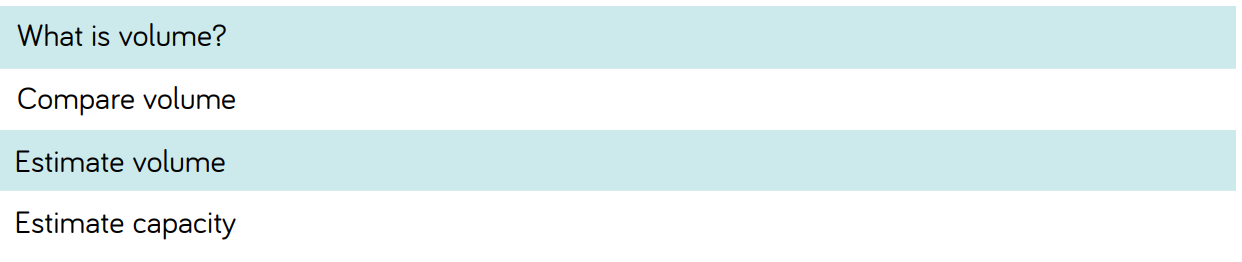 What is volume?
Compare volume
Estimate volume
Estimate capacity